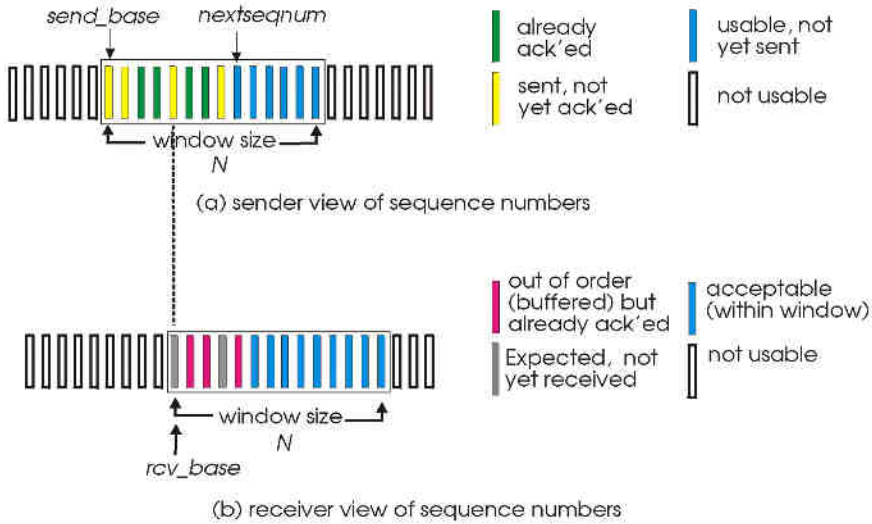 send_base
nextseqnum
already
ack'ed
usable, not
yet sent
sent, not
yet ack'ed
not usable
window size
N
(a) sender view of sequence numbers
out of order
(buffered) but
already ack'ed
acceptable
(within window)
Expected, not
yet received
not usable
window size
N
rcv_base
(b) receiver view of sequence numbers